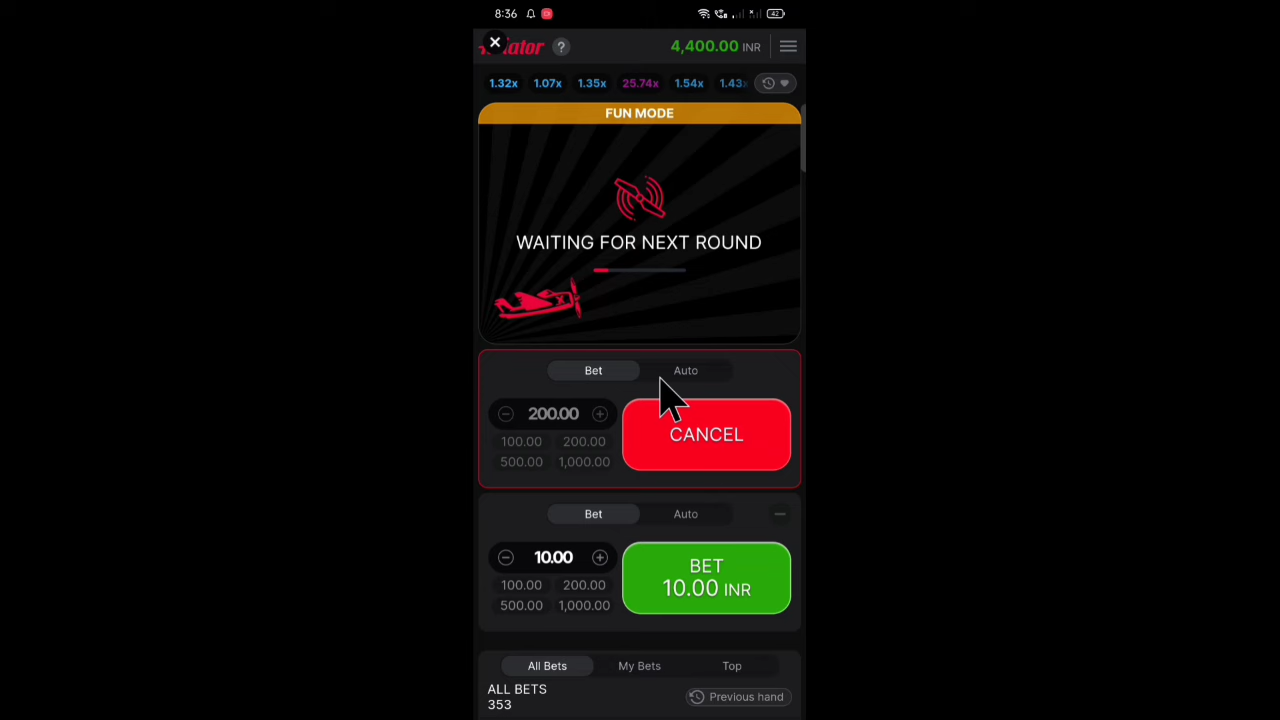 8:36
42
?
4,400.00 INR
1.32x 1.07x 1.35x 25.74x 1.54x 1.43x
FUN MODE
WAITING FOR NEXT ROUND
Bet Auto
200.00
CANCEL
100.00 200.00
500.00 1,000.00
Bet Auto
10.00
BET
10.00 INR
100.00 200.00
500.00 1,000.00
All Bets My Bets Top
ALL BETS
353
Previous hand